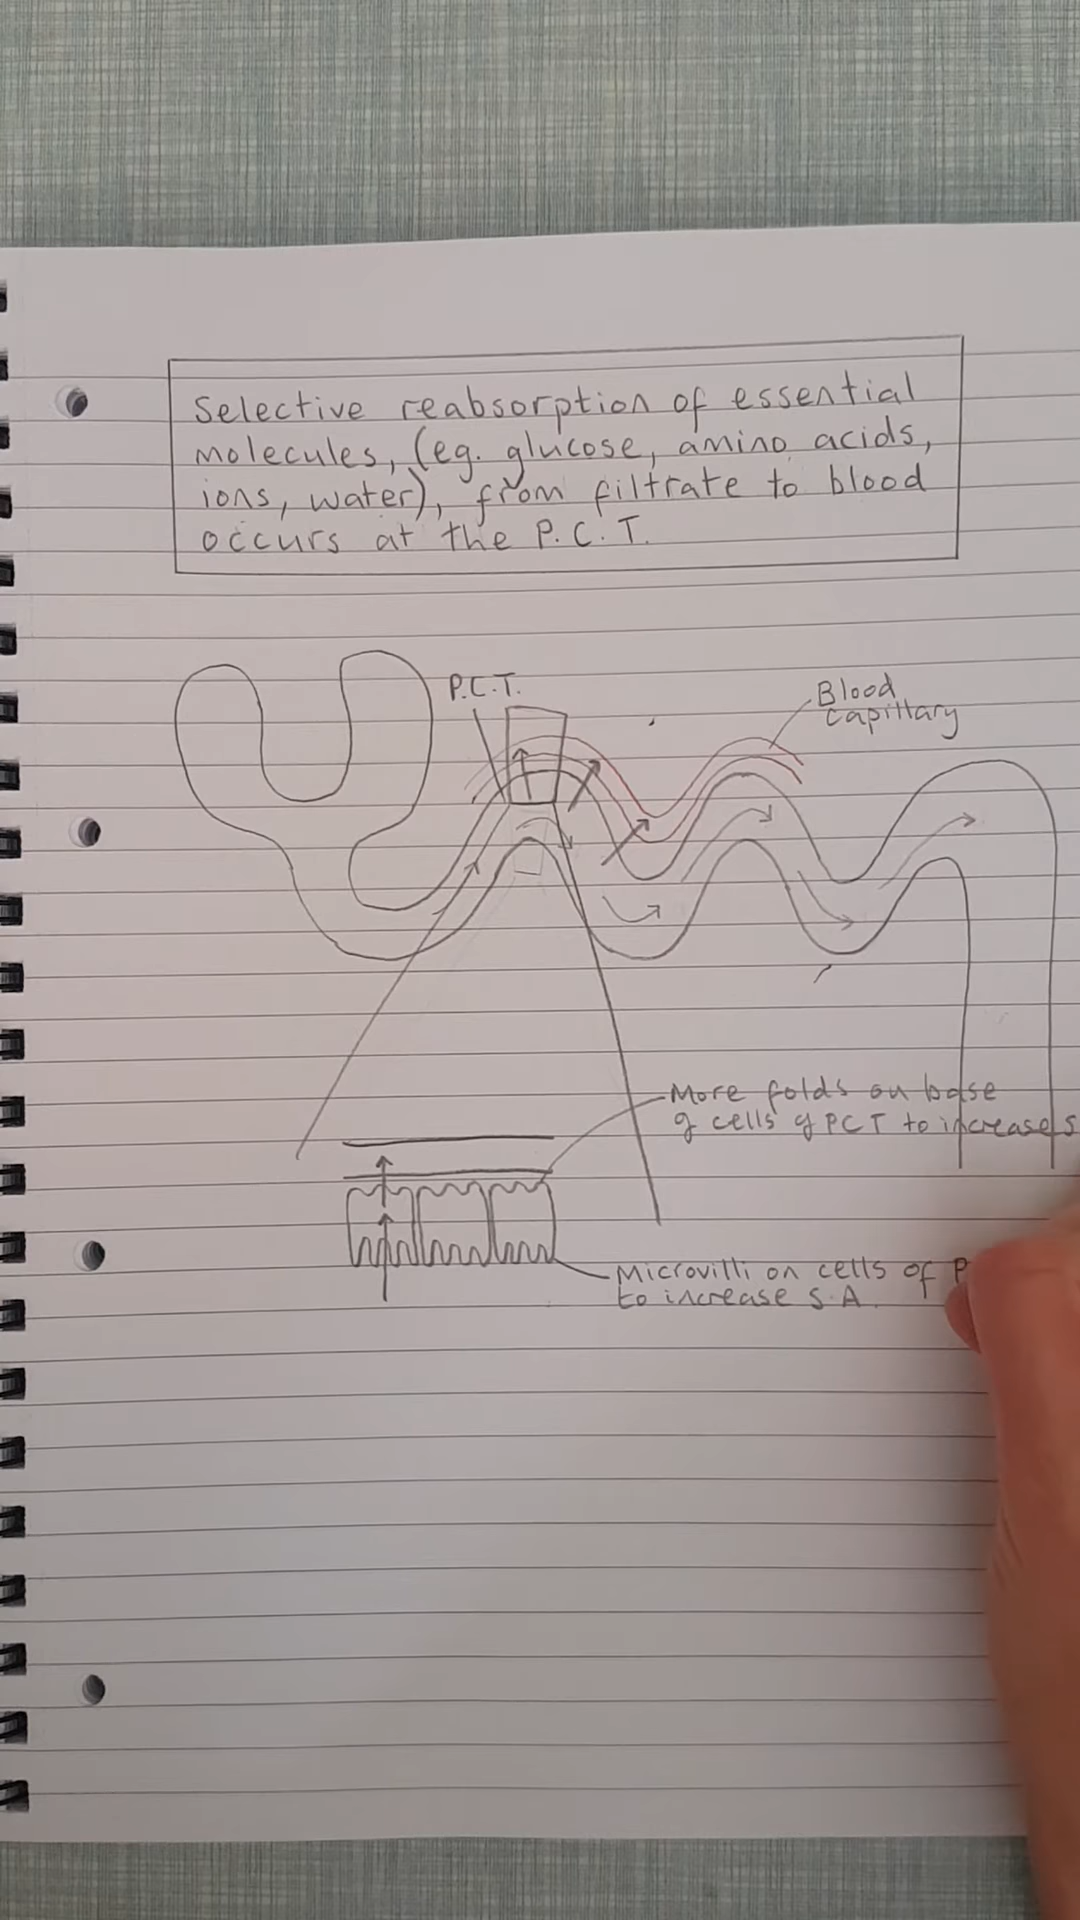 Selective reabsorption of essential
molecules, (eg. glucose, amino acids,
ions, water), from filtrate to blood
occurs at the P.C.T.
P.C.T.
Blood
capillary
More folds on base
of cells of PCT to increase s
Microvilli on cells of P
to increase S.A.